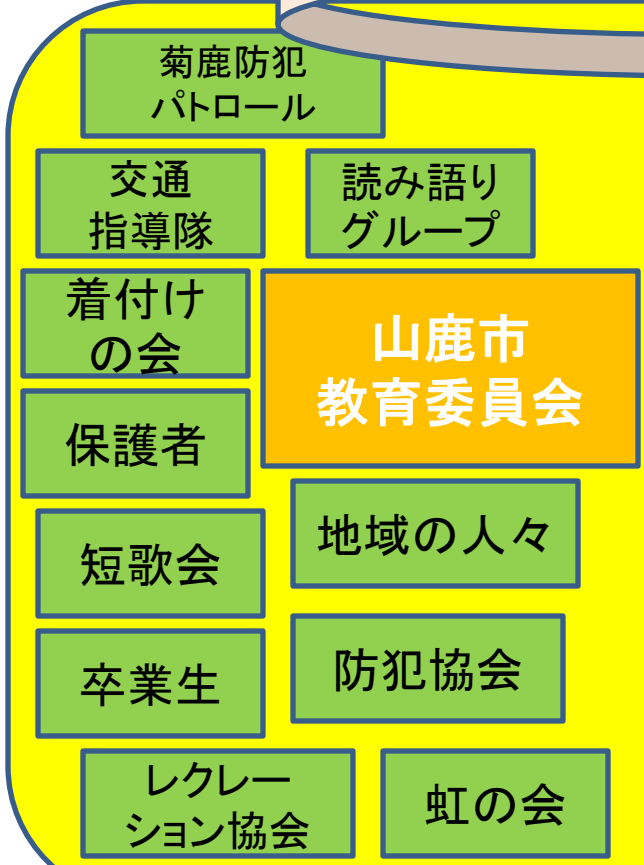 菊鹿防犯
パトロール
交通
指導隊
読み語り
グループ
着付け
の会
山鹿市
教育委員会
保護者
地域の人々
短歌会
防犯協会
卒業生
レクレー
ション協会
虹の会